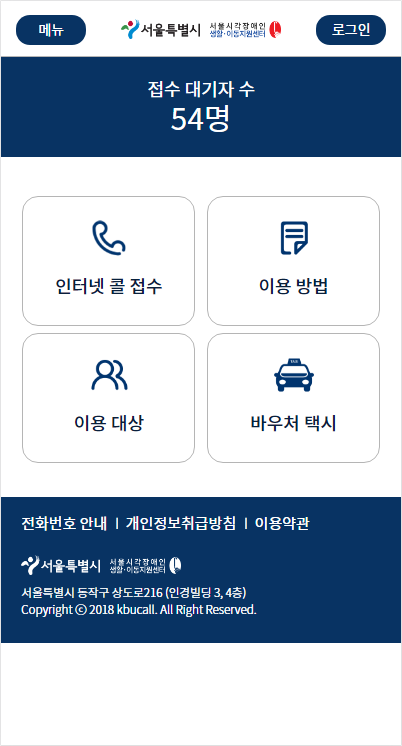 메뉴
서울특별시
서울시각장애인
생활·이동지원센터
로그인
접수 대기자 수
54명
인터넷 콜 접수
이용 방법
이용 대상
TAXI
바우처 택시
전화번호 안내 | 개인정보취급방침 | 이용약관
서울특별시
서울시각장애인
생활·이동지원센터
서울특별시 동작구 상도로216 (인경빌딩 3, 4층)
Copyright ⓒ 2018 kbucall. All Right Reserved.